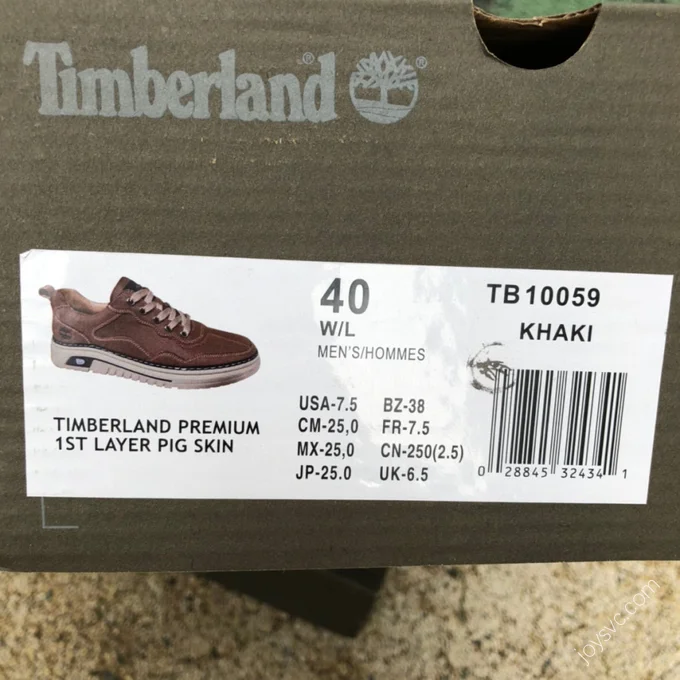 Timberland® ®
40
W/L
MEN'S/HOMMES
TB10059
KHAKI
TIMBERLAND PREMIUM
1ST LAYER PIG SKIN
USA-7.5 BZ-38
CM-25,0 FR-7.5
MX-25,0 CN-250(2.5)
JP-25.0 UK-6.5
0 28845 32434 1
joysvc.com